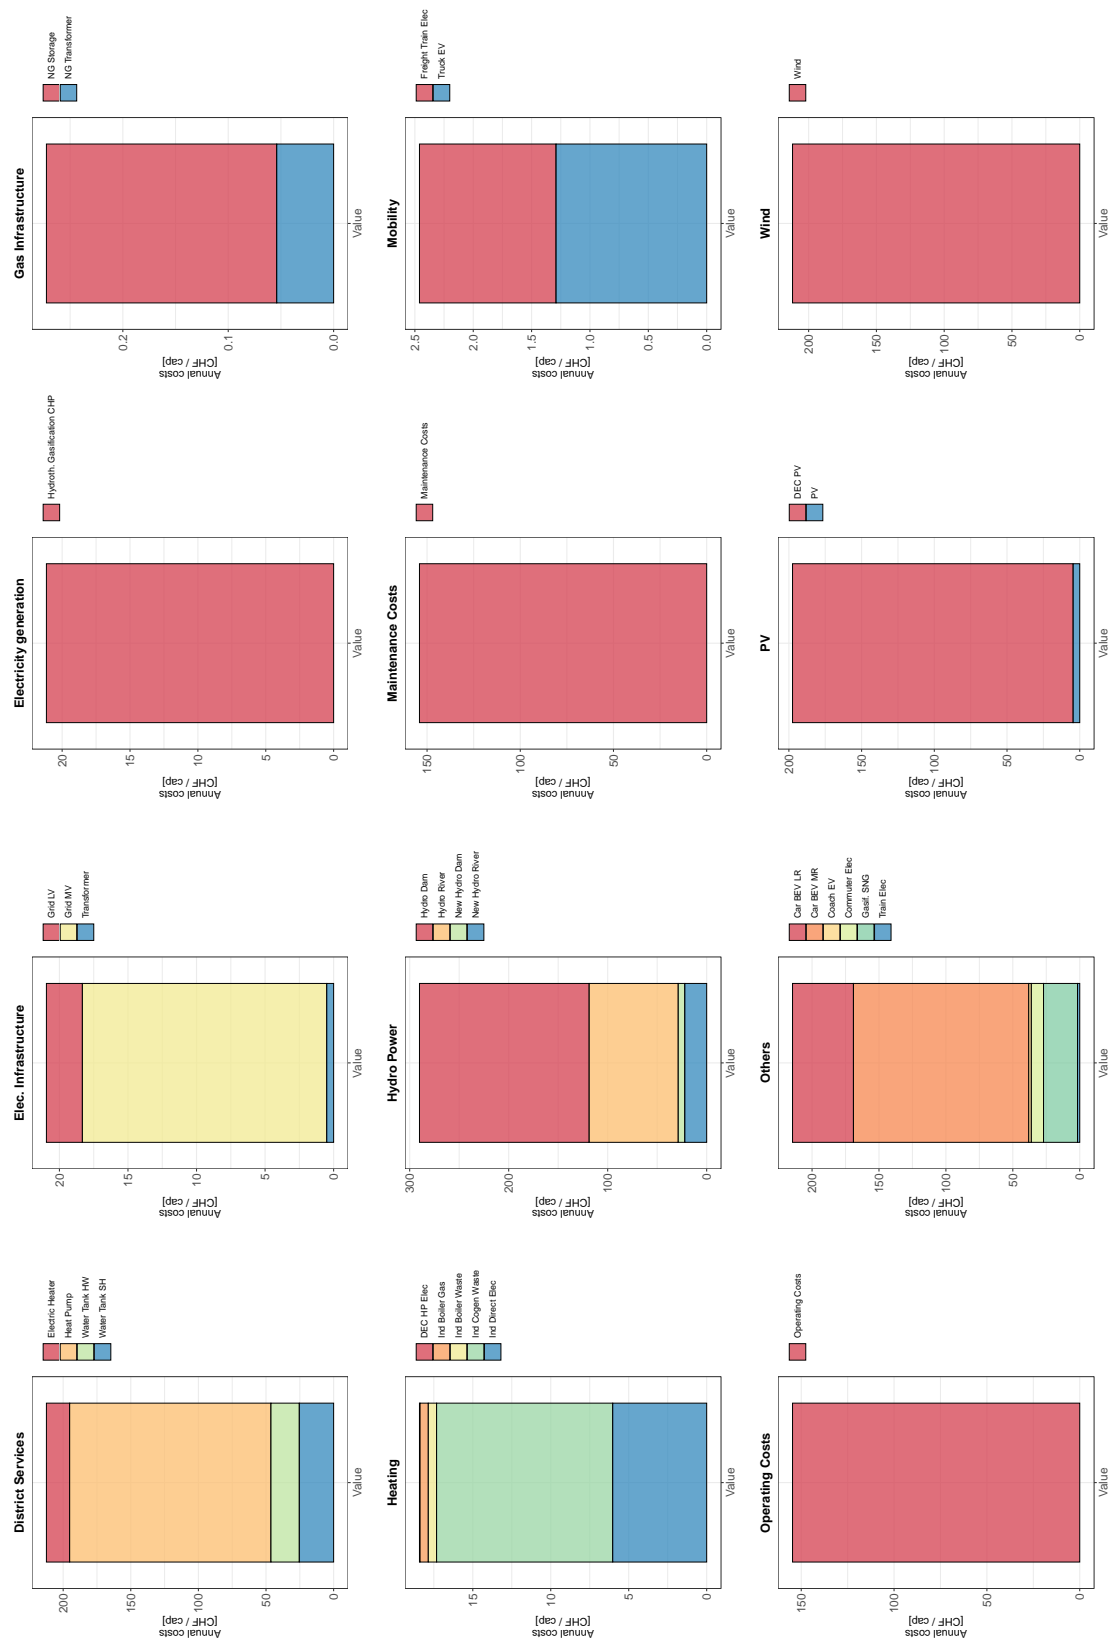 District Services
Annual costs
[CHF / cap]
0
50
100
150
200
Value
Electric Heater
Heat Pump
Water Tank HW
Water Tank SH
Elec. Infrastructure
Annual costs
[CHF / cap]
0
5
10
15
20
Value
Grid LV
Grid MV
Transformer
Electricity generation
Annual costs
[CHF / cap]
0
5
10
15
20
Value
Hydroth. Gasification CHP
Gas Infrastructure
Annual costs
[CHF / cap]
0.0
0.1
0.2
Value
NG Storage
NG Transformer
Heating
Annual costs
[CHF / cap]
0
5
10
15
Value
DEC HP Elec
Ind Boiler Gas
Ind Boiler Waste
Ind Cogen Waste
Ind Direct Elec
Hydro Power
Annual costs
[CHF / cap]
0
100
200
300
Value
Hydro Dam
Hydro River
New Hydro Dam
New Hydro River
Maintenance Costs
Annual costs
[CHF / cap]
0
50
100
150
Value
Maintenance Costs
Mobility
Annual costs
[CHF / cap]
0.0
0.5
1.0
1.5
2.0
2.5
Value
Freight Train Elec
Truck EV
Operating Costs
Annual costs
[CHF / cap]
0
50
100
150
Value
Operating Costs
Others
Annual costs
[CHF / cap]
0
50
100
150
200
Value
Car BEV LR
Car BEV MR
Coach EV
Commuter Elec
Gasif. SNG
Train Elec
PV
Annual costs
[CHF / cap]
0
50
100
150
200
Value
DEC PV
PV
Wind
Annual costs
[CHF / cap]
0
50
100
150
200
Value
Wind